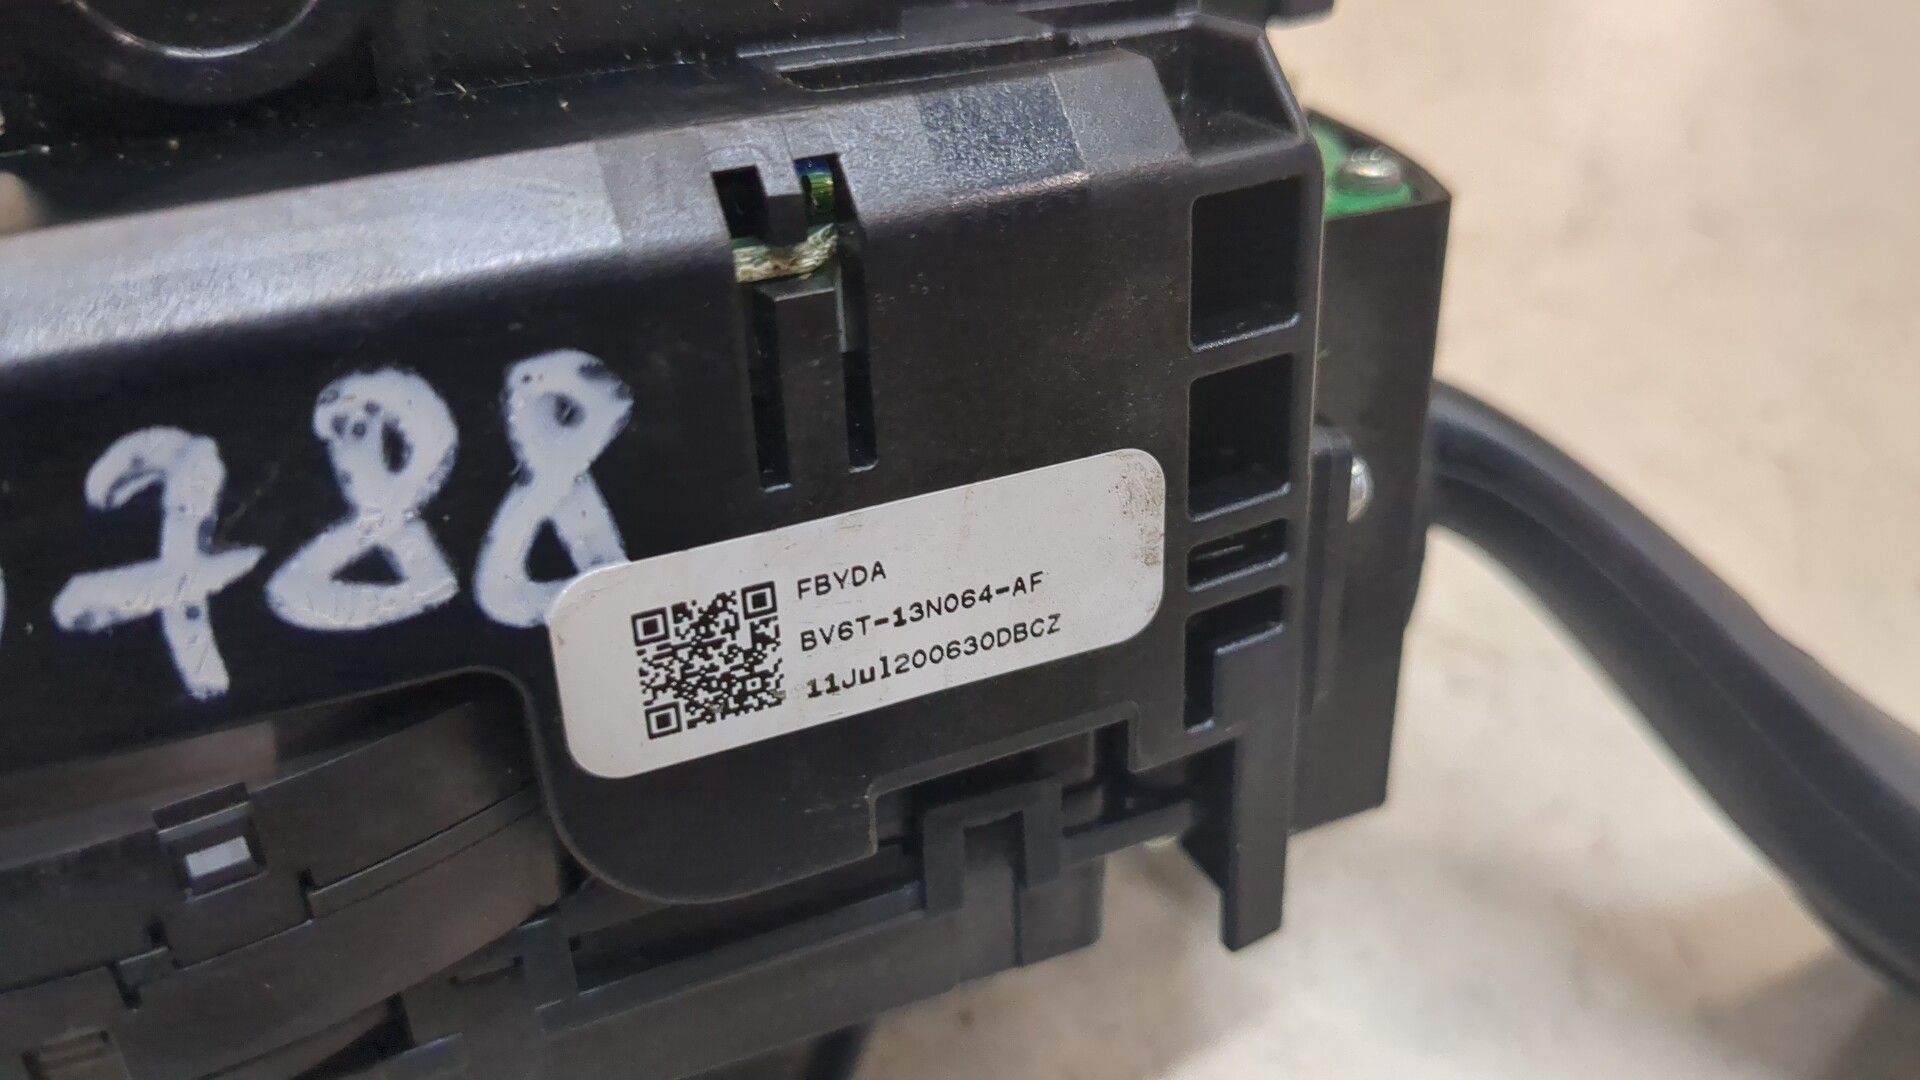 788
FBYDA
BV6T-13N064-AF
11Jul200630DBCZ